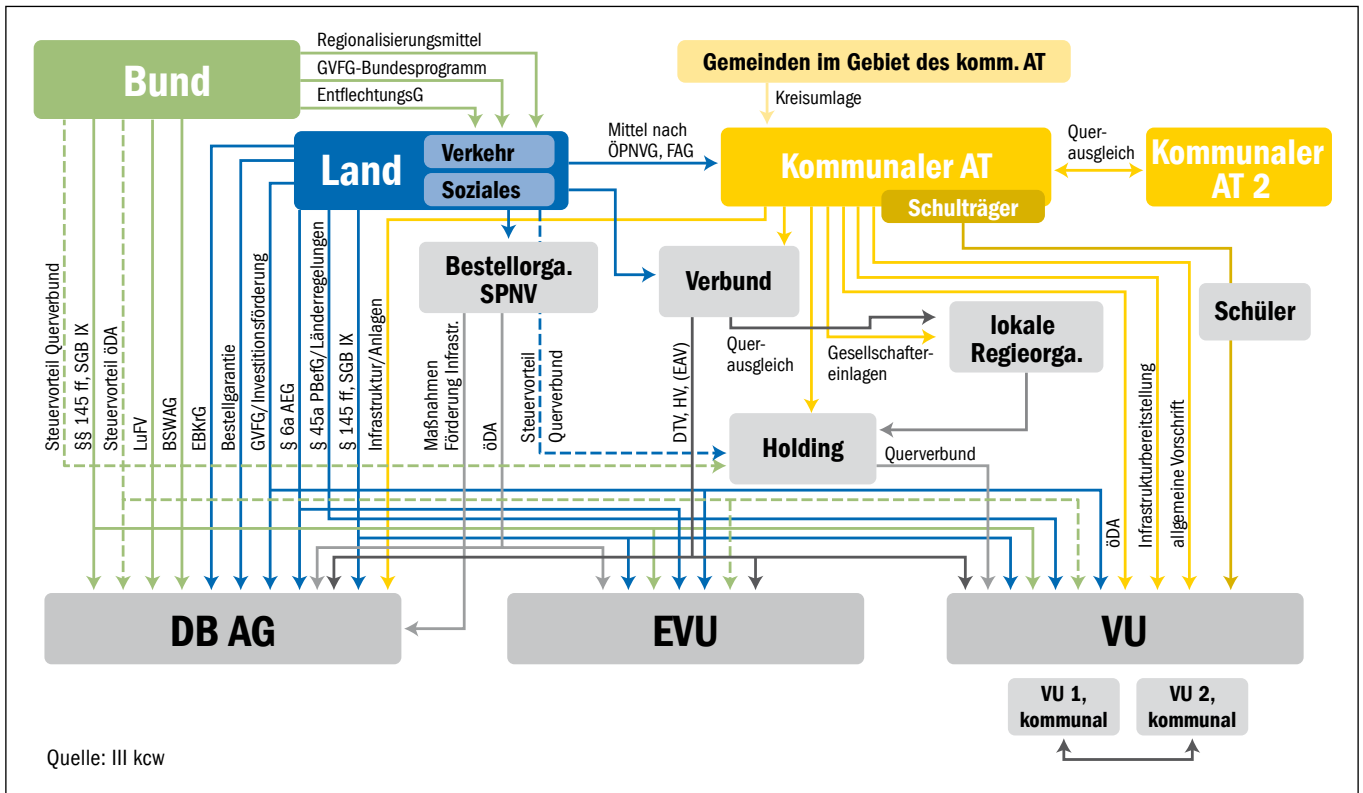 Bund
Regionalisierungsmittel
GVFG-Bundesprogramm
EntflechtungsG
Gemeinden im Gebiet des komm. AT
Kreisumlage
Land
Verkehr
Soziales
Mittel nach
ÖPNVG, FAG
Kommunaler AT
Schulträger
Quer-
ausgleich
Kommunaler
AT 2
Bestellorga.
SPNV
Verbund
lokale
Regieorga.
Schüler
Steuervorteil Querverbund
§§ 145 ff, SGB IX
Steuervorteil öDA
LuFV
BSWAG
EBKrG
Bestellgarantie
GVFG/Investitionsförderung
§ 6a AEG
§ 45a PBefG/Länderregelungen
§ 145 ff, SGB IX
Infrastruktur/Anlagen
Maßnahmen
Förderung Infrastr.
öDA
Steuervorteil
Querverbund
DTV, HV, (EAV)
Quer-
ausgleich
Gesellschafter-
einlagen
Holding
Querverbund
öDA
Infrastrukturbereitstellung
allgemeine Vorschrift
DB AG
EVU
VU
VU 1,
kommunal
VU 2,
kommunal
Quelle: III kcw